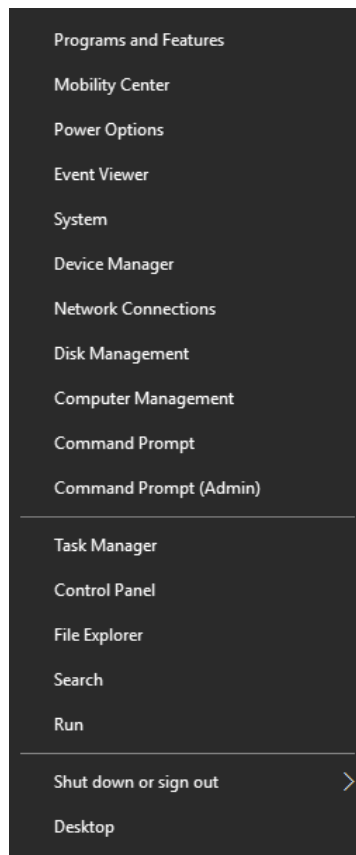 Programs and Features
Mobility Center
Power Options
Event Viewer
System
Device Manager
Network Connections
Disk Management
Computer Management
Command Prompt
Command Prompt (Admin)
Task Manager
Control Panel
File Explorer
Search
Run
Shut down or sign out
Desktop